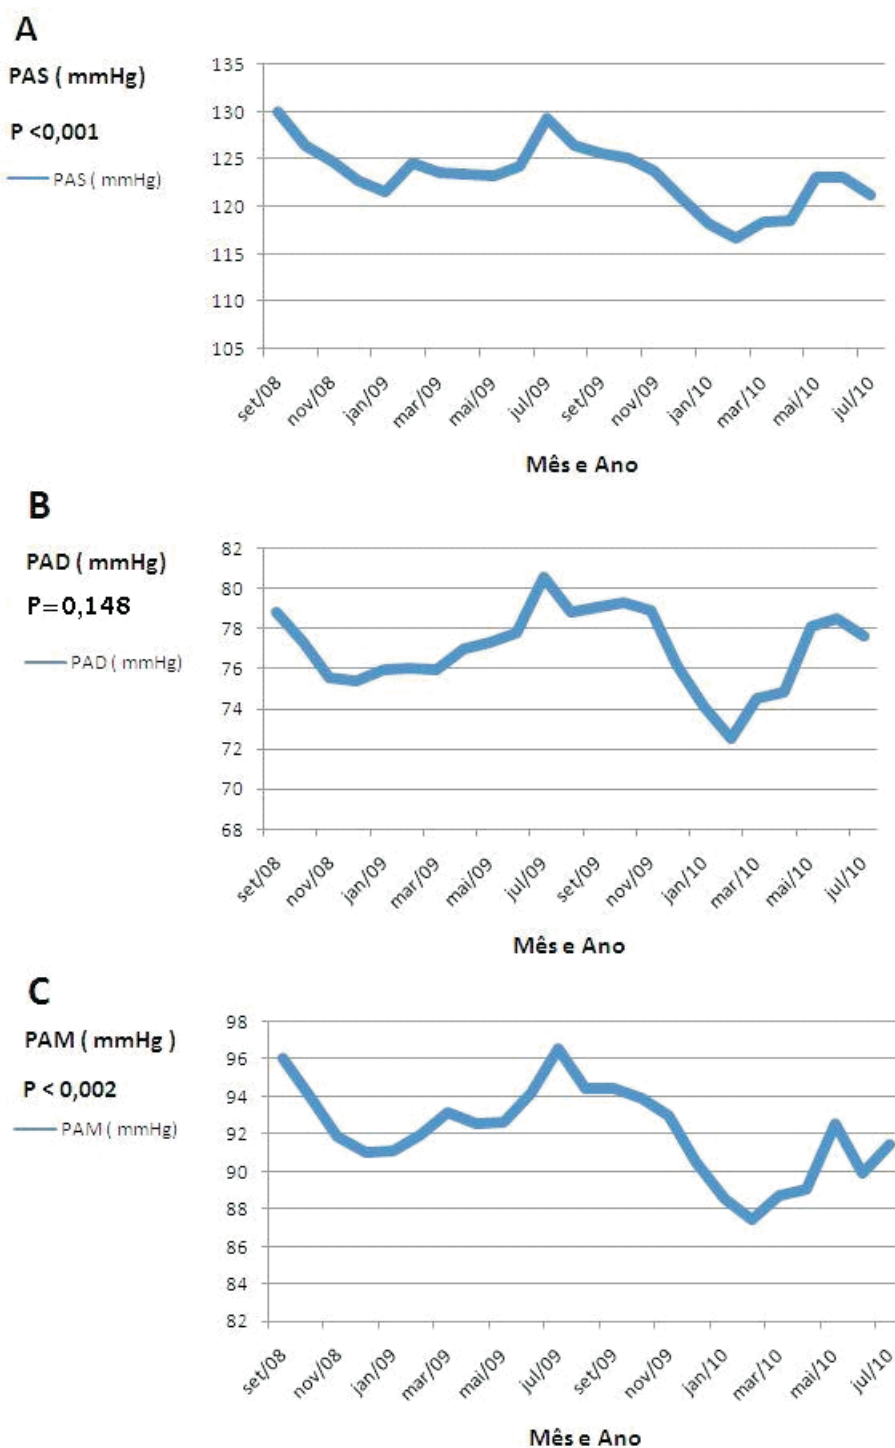 A
PAS ( mmHg)
P <0,001
PAS ( mmHg)
135
130
125
120
115
110
105
set/08
nov/08
jan/09
mar/09
mai/09
jul/09
set/09
nov/09
jan/10
mar/10
mai/10
jul/10
Mês e Ano
B
PAD ( mmHg)
P=0,148
PAD ( mmHg)
82
80
78
76
74
72
70
68
set/08
nov/08
jan/09
mar/09
mai/09
jul/09
set/09
nov/09
jan/10
mar/10
mai/10
jul/10
Mês e Ano
C
PAM ( mmHg )
P < 0,002
PAM ( mmHg)
98
96
94
92
90
88
86
84
82
set/08
nov/08
jan/09
mar/09
mai/09
jul/09
set/09
nov/09
jan/10
mar/10
mai/10
jul/10
Mês e Ano